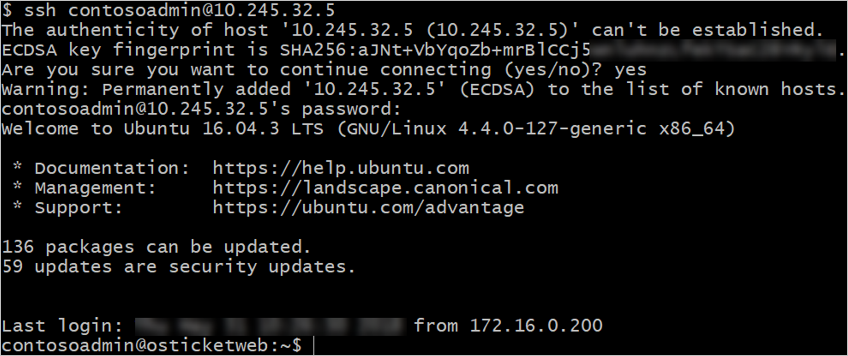 $ ssh contosoadmin@10.245.32.5
The authenticity of host '10.245.32.5 (10.245.32.5)' can't be established.
ECDSA key fingerprint is SHA256:aJNt+VbYqoZb+mrBlCCj5
Are you sure you want to continue connecting (yes/no)? yes
Warning: Permanently added '10.245.32.5' (ECDSA) to the list of known hosts.
contosoadmin@10.245.32.5's password:
Welcome to Ubuntu 16.04.3 LTS (GNU/Linux 4.4.0-127-generic x86_64)
* Documentation: https://help.ubuntu.com
* Management: https://landscape.canonical.com
* Support: https://ubuntu.com/advantage
136 packages can be updated.
59 updates are security updates.
Last login: from 172.16.0.200
contosoadmin@osticketweb:~$